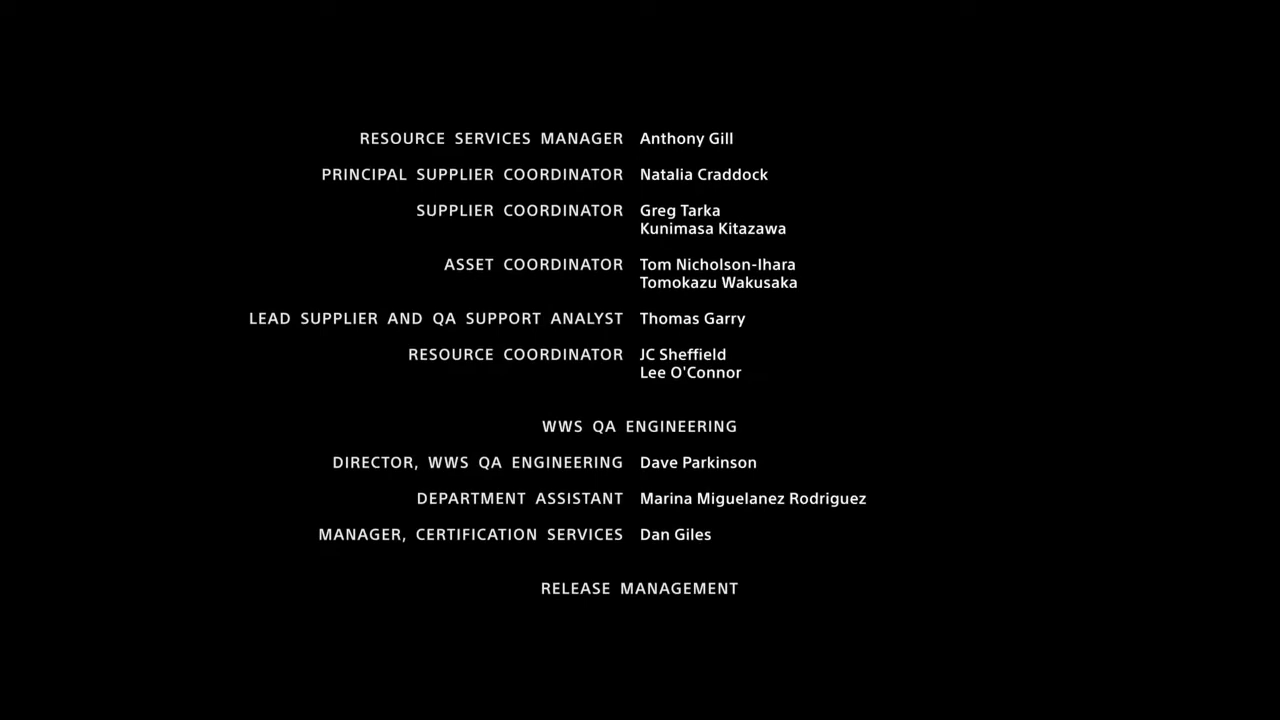 RESOURCE SERVICES MANAGER Anthony Gill
PRINCIPAL SUPPLIER COORDINATOR Natalia Craddock
SUPPLIER COORDINATOR Greg Tarka
Kunimasa Kitazawa
ASSET COORDINATOR Tom Nicholson-Ihara
Tomokazu Wakusaka
LEAD SUPPLIER AND QA SUPPORT ANALYST Thomas Garry
RESOURCE COORDINATOR JC Sheffield
Lee O'Connor
WWS QA ENGINEERING
DIRECTOR, WWS QA ENGINEERING Dave Parkinson
DEPARTMENT ASSISTANT Marina Miguelanez Rodriguez
MANAGER, CERTIFICATION SERVICES Dan Giles
RELEASE MANAGEMENT